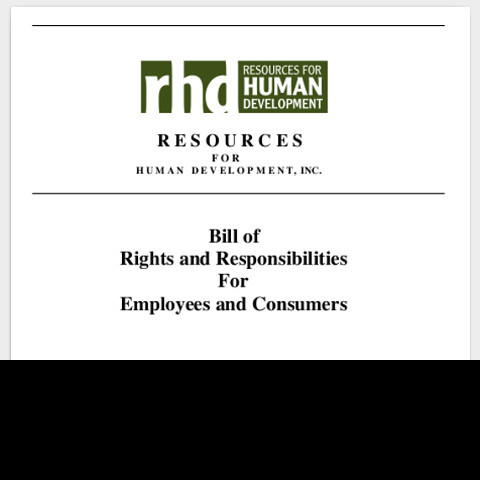 rhd RESOURCES FOR
HUMAN
DEVELOPMENT
RESOURCES
FOR
HUMAN DEVELOPMENT, INC.
Bill of
Rights and Responsibilities
For
Employees and Consumers